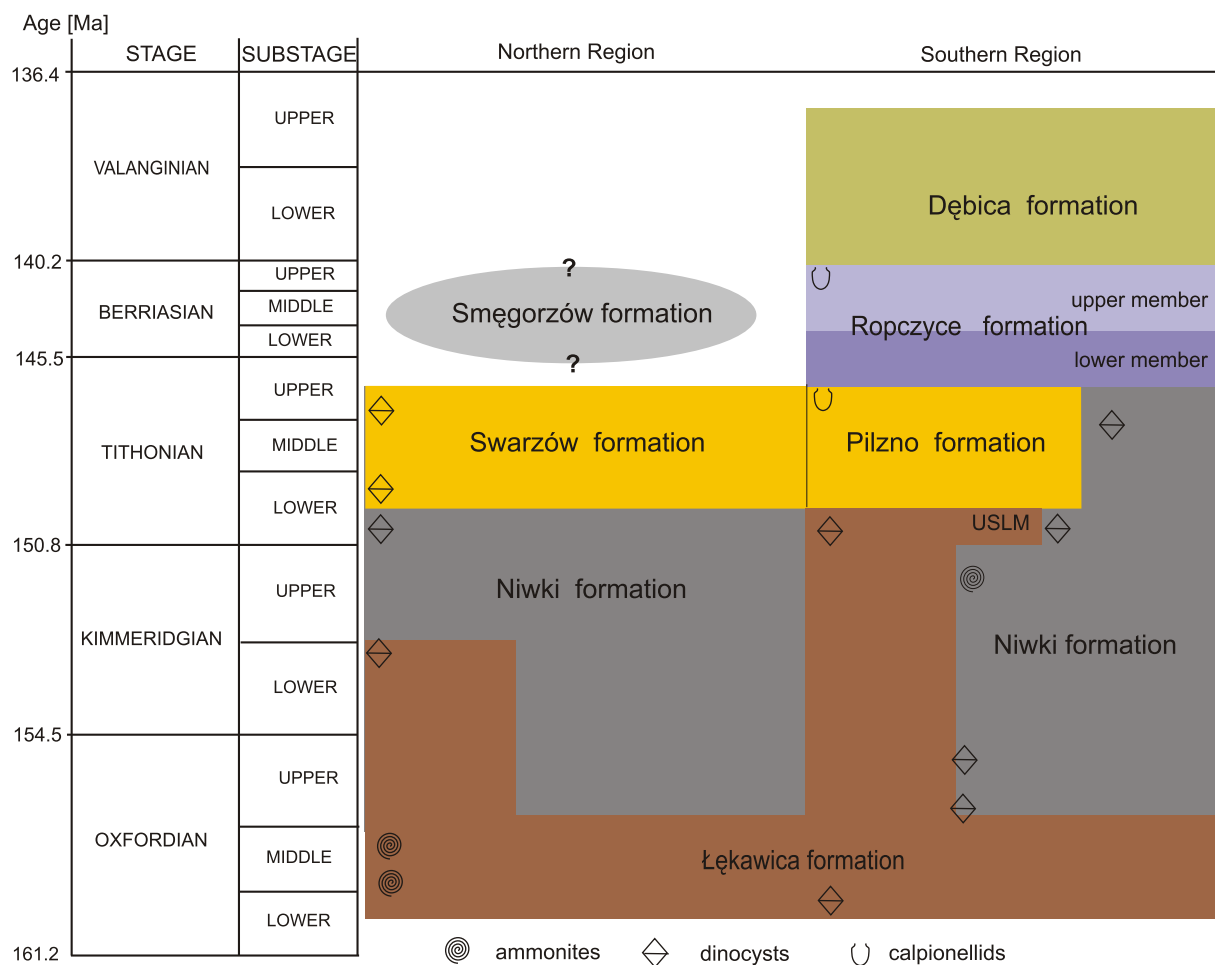 Age [Ma]
STAGE
SUBSTAGE
Northern Region
Southern Region
136.4
UPPER
VALANGINIAN
LOWER
Dębica formation
140.2
UPPER
?
BERRIASIAN
MIDDLE
Smęgorzów formation
upper member
Ropczyce formation
LOWER
?
lower member
145.5
UPPER
TITHONIAN
MIDDLE
Swarzów formation
Pilzno formation
LOWER
USLM
150.8
UPPER
Niwki formation
KIMMERIDGIAN
Niwki formation
LOWER
154.5
UPPER
OXFORDIAN
MIDDLE
Łękawica formation
LOWER
161.2
ammonites
dinocysts
calpionellids